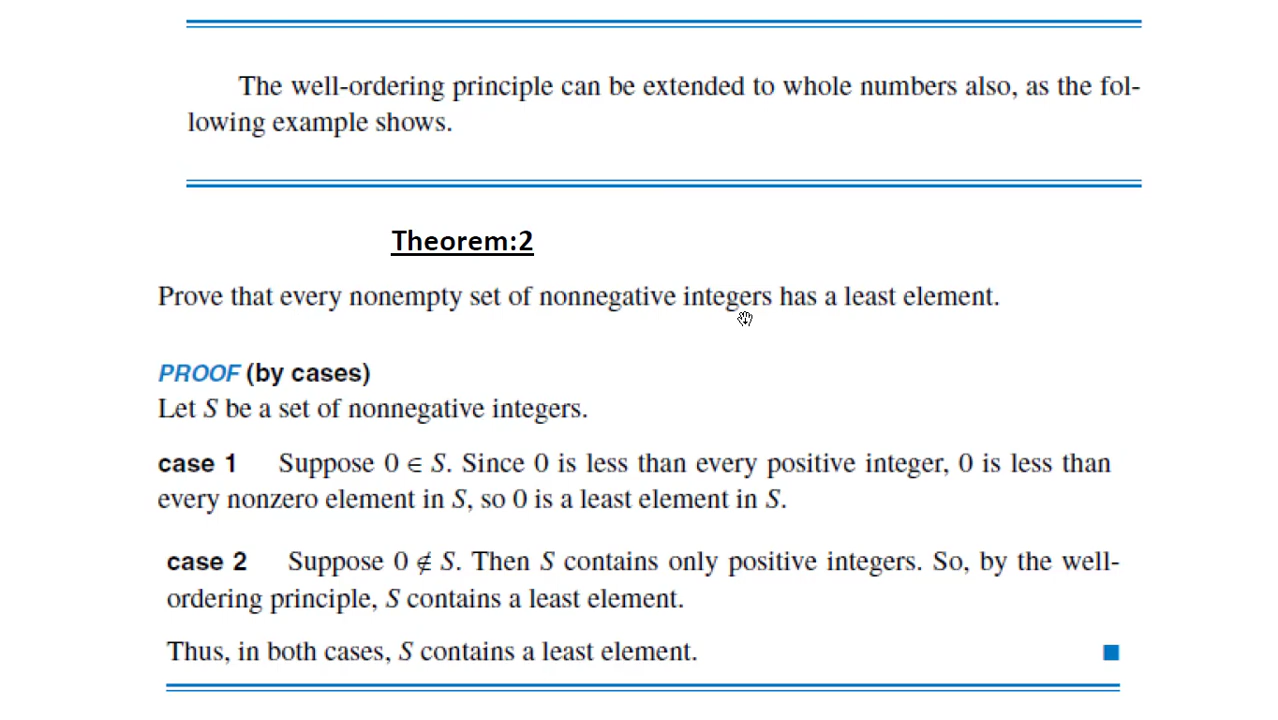 The well-ordering principle can be extended to whole numbers also, as the fol-
lowing example shows.
Theorem:2
Prove that every nonempty set of nonnegative integers has a least element.
PROOF (by cases)
Let S be a set of nonnegative integers.
case 1 Suppose 0 ∈ S. Since 0 is less than every positive integer, 0 is less than
every nonzero element in S, so 0 is a least element in S.
case 2 Suppose 0 ∉ S. Then S contains only positive integers. So, by the well-
ordering principle, S contains a least element.
Thus, in both cases, S contains a least element. ■